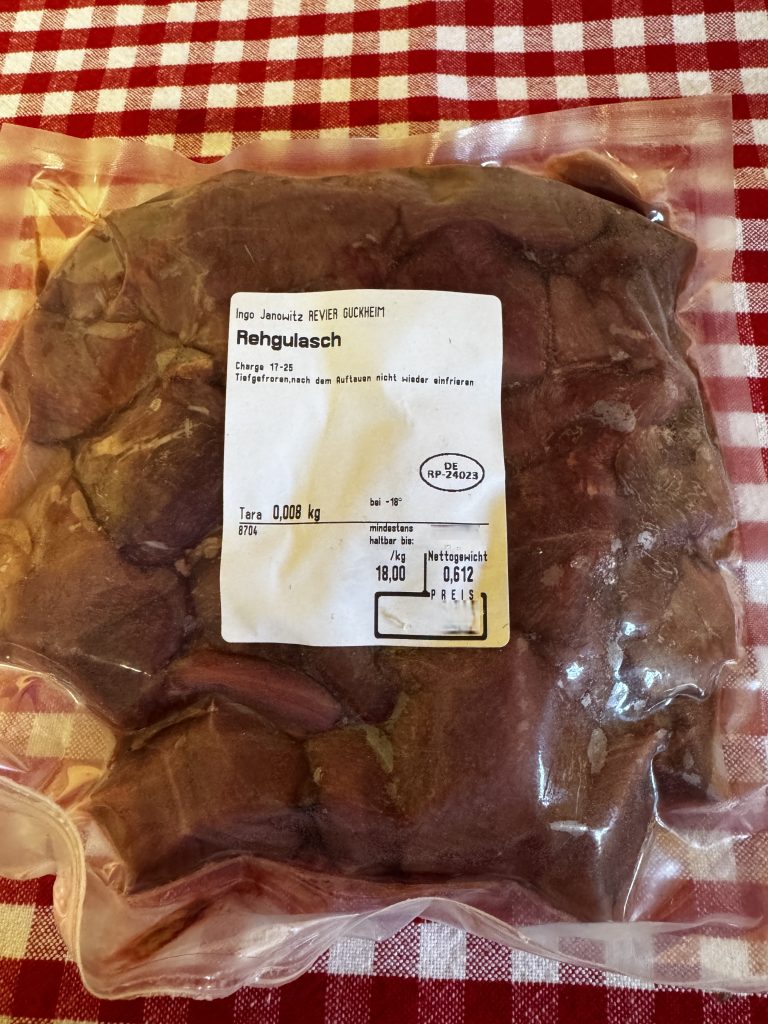 Ingo Janowitz REVIER GUCKHEIM
Rehgulasch
Charge 17-25
Tiefgefroren,nach dem Auftauen nicht wieder einfrieren
DE
RP-24023
Tara 0,008 kg
bei -18°
8704
mindestens
haltbar bis:
/kg Nettogewicht
18,00 0,612
PREIS